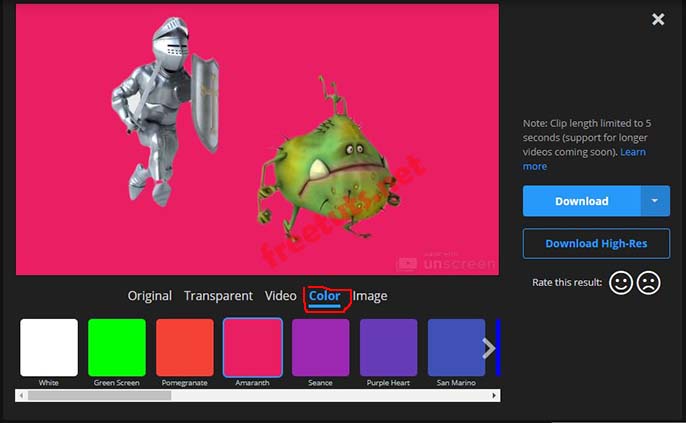 Note: Clip length limited to 5
seconds (support for longer
videos coming soon). Learn
more
Download
Download High-Res
Rate this result:
freetuts.net
made with
unscreen
Original Transparent Video Color Image
White Green Screen Pomegranate Amaranth Seance Purple Heart San Marino